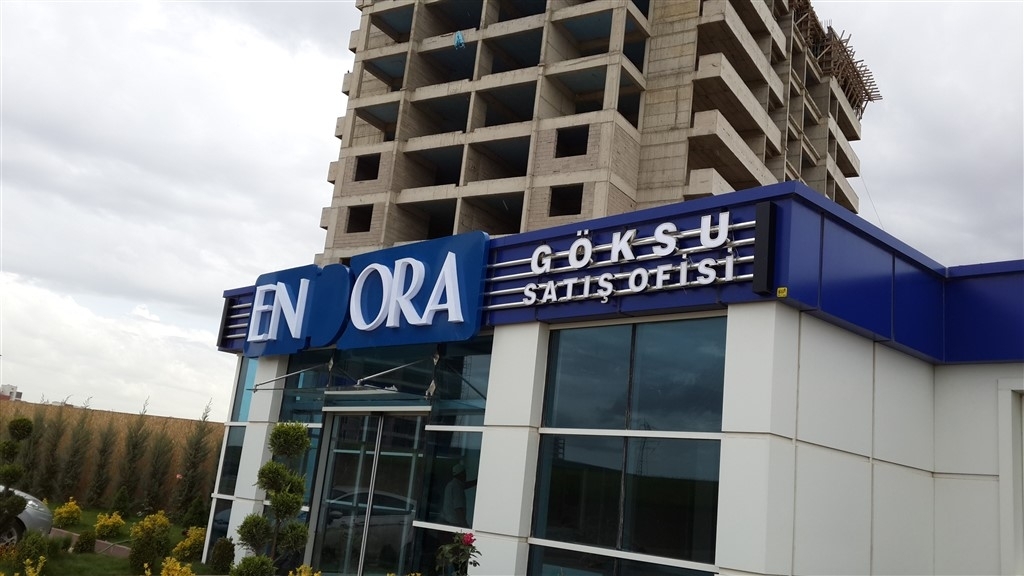 EN ORA
GÖKSU
SATIŞ OFİSİ